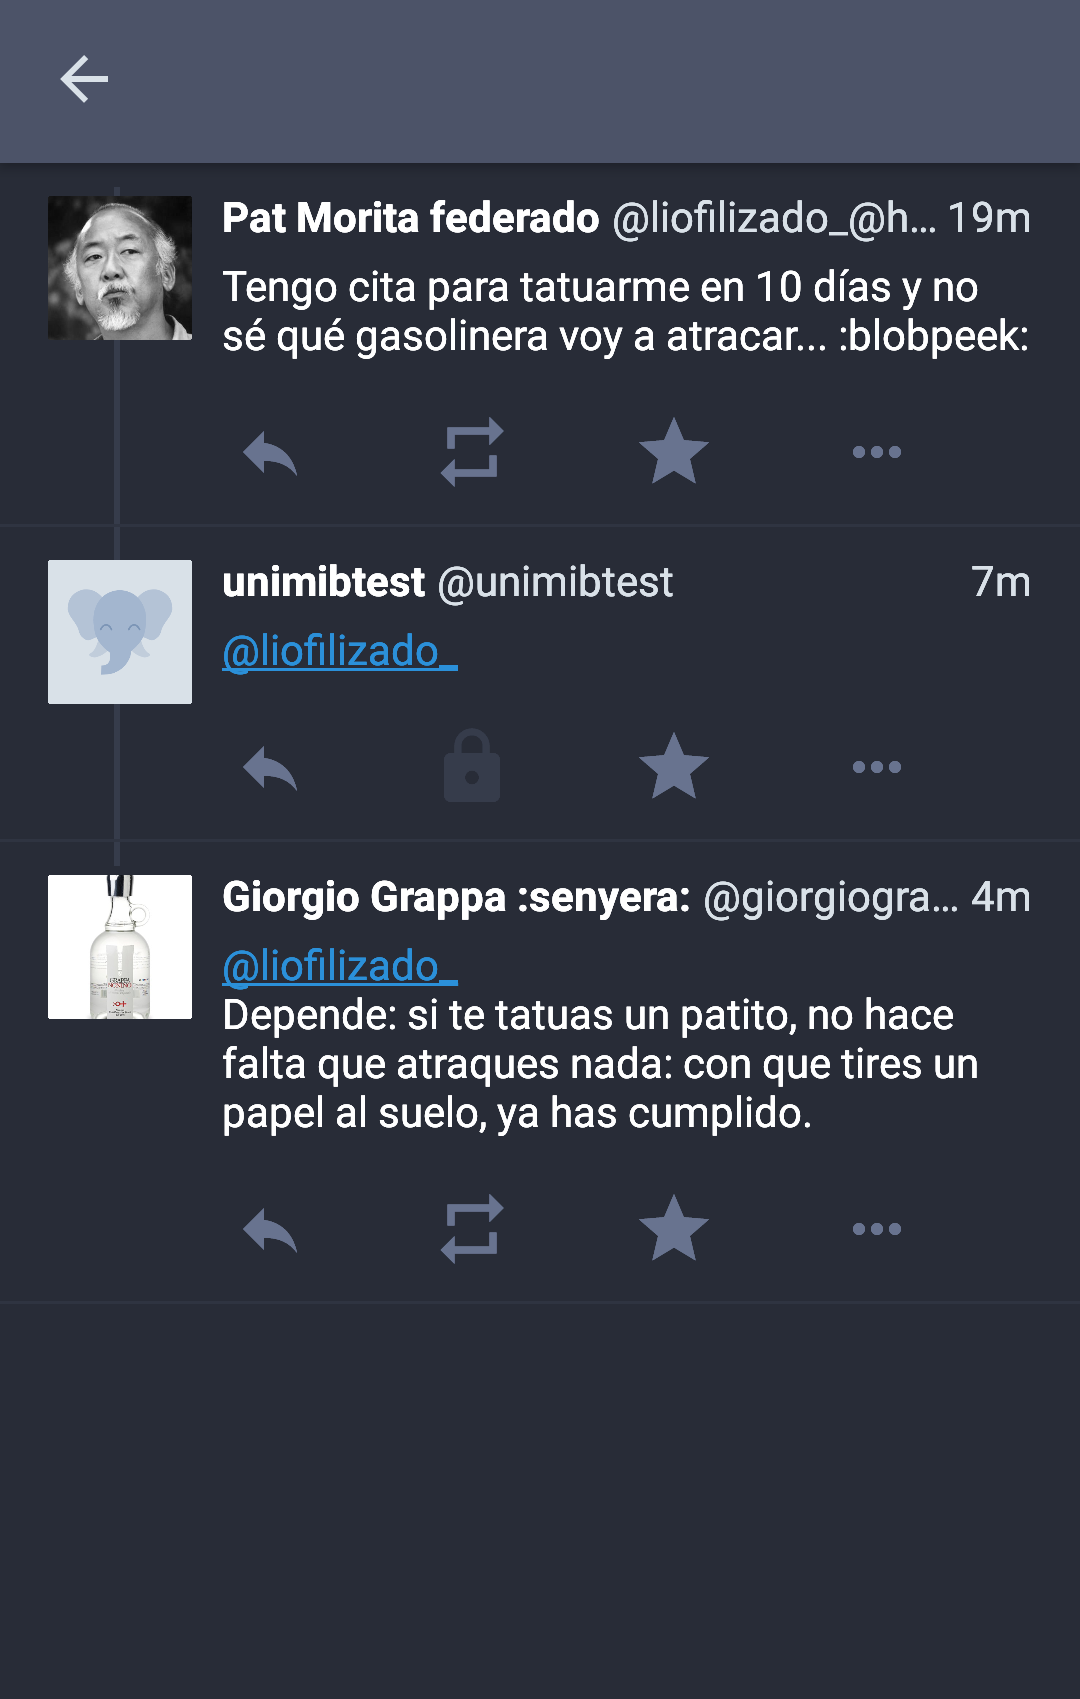 Pat Morita federado @liofilizado_@h... 19m
Tengo cita para tatuarme en 10 días y no
sé qué gasolinera voy a atracar... :blobpeek:
unimibtest @unimibtest 7m
@liofilizado_
Giorgio Grappa :senyera: @giorgiogra... 4m
@liofilizado_
Depende: si te tatuas un patito, no hace
falta que atraques nada: con que tires un
papel al suelo, ya has cumplido.